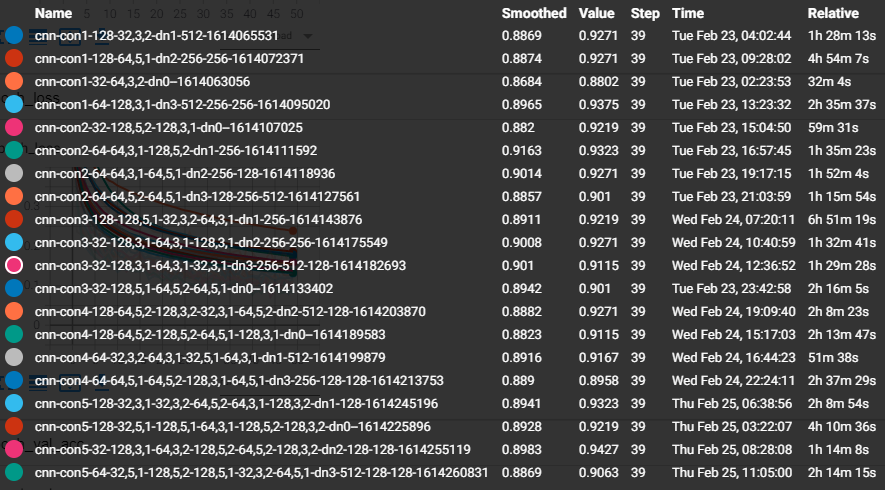 Name Smoothed Value Step Time Relative
cnn-con1-128-32,3,2-dn1-512-1614065531 0.8869 0.9271 39 Tue Feb 23, 04:02:44 1h 28m 13s
cnn-con1-128-64,5,1-dn2-256-256-1614072371 0.8874 0.9271 39 Tue Feb 23, 09:28:02 4h 54m 7s
cnn-con1-32-64,3,2-dn0--1614063056 0.8684 0.8802 39 Tue Feb 23, 02:23:53 32m 4s
cnn-con1-64-128,3,1-dn3-512-256-256-1614095020 0.8965 0.9375 39 Tue Feb 23, 13:23:32 2h 35m 37s
cnn-con2-32-128,5,2-128,3,1-dn0--1614107025 0.882 0.9219 39 Tue Feb 23, 15:04:50 59m 31s
cnn-con2-64-64,3,1-128,5,2-dn1-256-1614111592 0.9163 0.9323 39 Tue Feb 23, 16:57:45 1h 35m 23s
cnn-con2-64-64,3,1-64,5,1-dn2-256-128-1614118936 0.9014 0.9271 39 Tue Feb 23, 19:17:15 1h 52m 4s
cnn-con2-64-64,5,2-64,5,1-dn3-128-256-512-1614127561 0.8857 0.901 39 Tue Feb 23, 21:03:59 1h 15m 54s
cnn-con3-128-128,5,1-32,3,2-64,3,1-dn1-256-1614143876 0.8911 0.9219 39 Wed Feb 24, 07:20:11 6h 51m 19s
cnn-con3-32-128,3,1-64,3,1-128,3,1-dn2-256-256-1614175549 0.9008 0.9271 39 Wed Feb 24, 10:40:59 1h 32m 41s
cnn-con3-32-128,3,1-64,3,1-32,3,1-dn3-256-512-128-1614182693 0.901 0.9115 39 Wed Feb 24, 12:36:52 1h 29m 28s
cnn-con3-32-128,3,2-64,5,2-64,5,1-dn0--1614133402 0.8942 0.901 39 Tue Feb 23, 23:42:58 2h 16m 5s
cnn-con4-128-64,5,2-128,3,2-32,3,1-64,5,2-dn2-512-128-1614203870 0.8882 0.9271 39 Wed Feb 24, 19:09:40 2h 8m 23s
cnn-con4-128-64,5,2-128,5,2-64,5,1-128,3,1-dn0--1614189583 0.8823 0.9115 39 Wed Feb 24, 15:17:03 2h 13m 47s
cnn-con4-64-32,3,2-64,3,1-32,5,1-64,3,1-dn1-512-1614199879 0.8916 0.9167 39 Wed Feb 24, 16:44:23 51m 38s
cnn-con4-64-64,5,1-64,5,2-128,3,1-64,5,1-dn3-256-128-128-1614213753 0.889 0.8958 39 Wed Feb 24, 22:24:11 2h 37m 29s
cnn-con5-128-32,3,1-32,3,2-64,5,2-64,3,1-128,3,2-dn1-128-1614245196 0.8941 0.9323 39 Thu Feb 25, 06:38:56 2h 8m 54s
cnn-con5-128-32,5,1-128,5,1-64,3,1-128,5,2-128,3,2-dn0--1614225896 0.8928 0.9219 39 Thu Feb 25, 03:22:07 4h 10m 36s
cnn-con5-32-128,3,1-64,3,2-128,5,2-64,5,2-128,3,2-dn2-128-128-1614255119 0.8983 0.9427 39 Thu Feb 25, 08:28:08 1h 14m 8s
cnn-con5-64-32,5,1-128,5,2-128,5,1-32,3,2-64,5,1-dn3-512-128-128-1614260831 0.8869 0.9063 39 Thu Feb 25, 11:05:00 2h 14m 15s